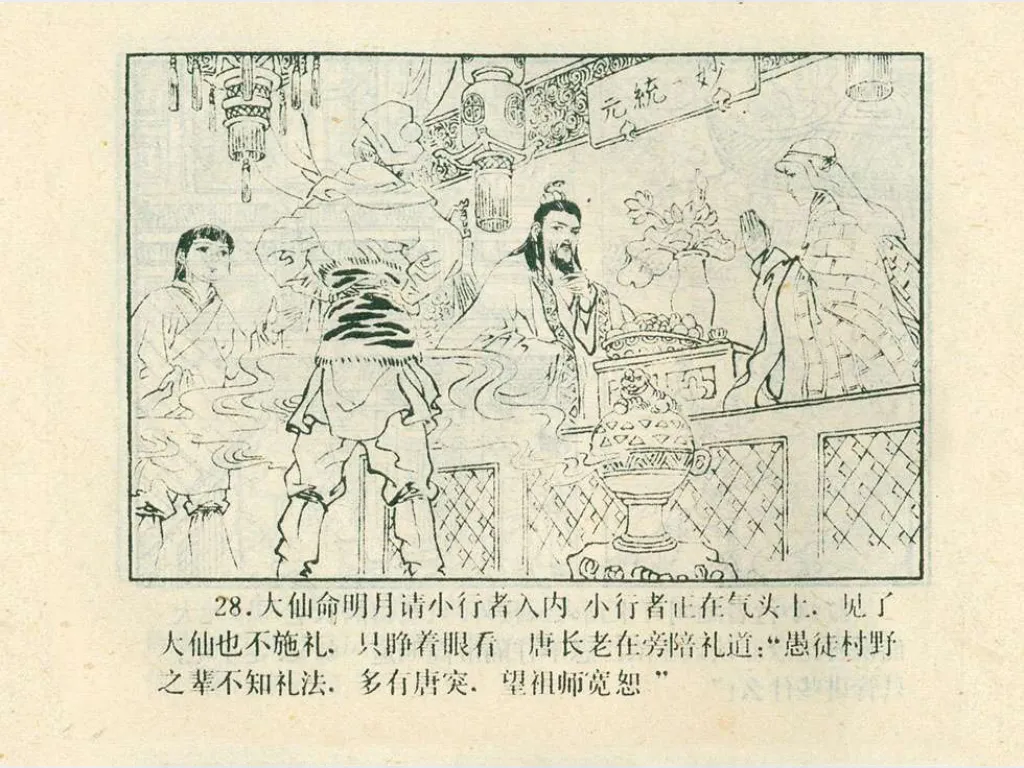 妙一統元
28.大仙命明月请小行者入内.小行者正在气头上.见了
大仙也不施礼.只睁着眼看.唐长老在旁陪礼道:“愚徒村野
之辈不知礼法.多有唐突.望祖师宽恕.”